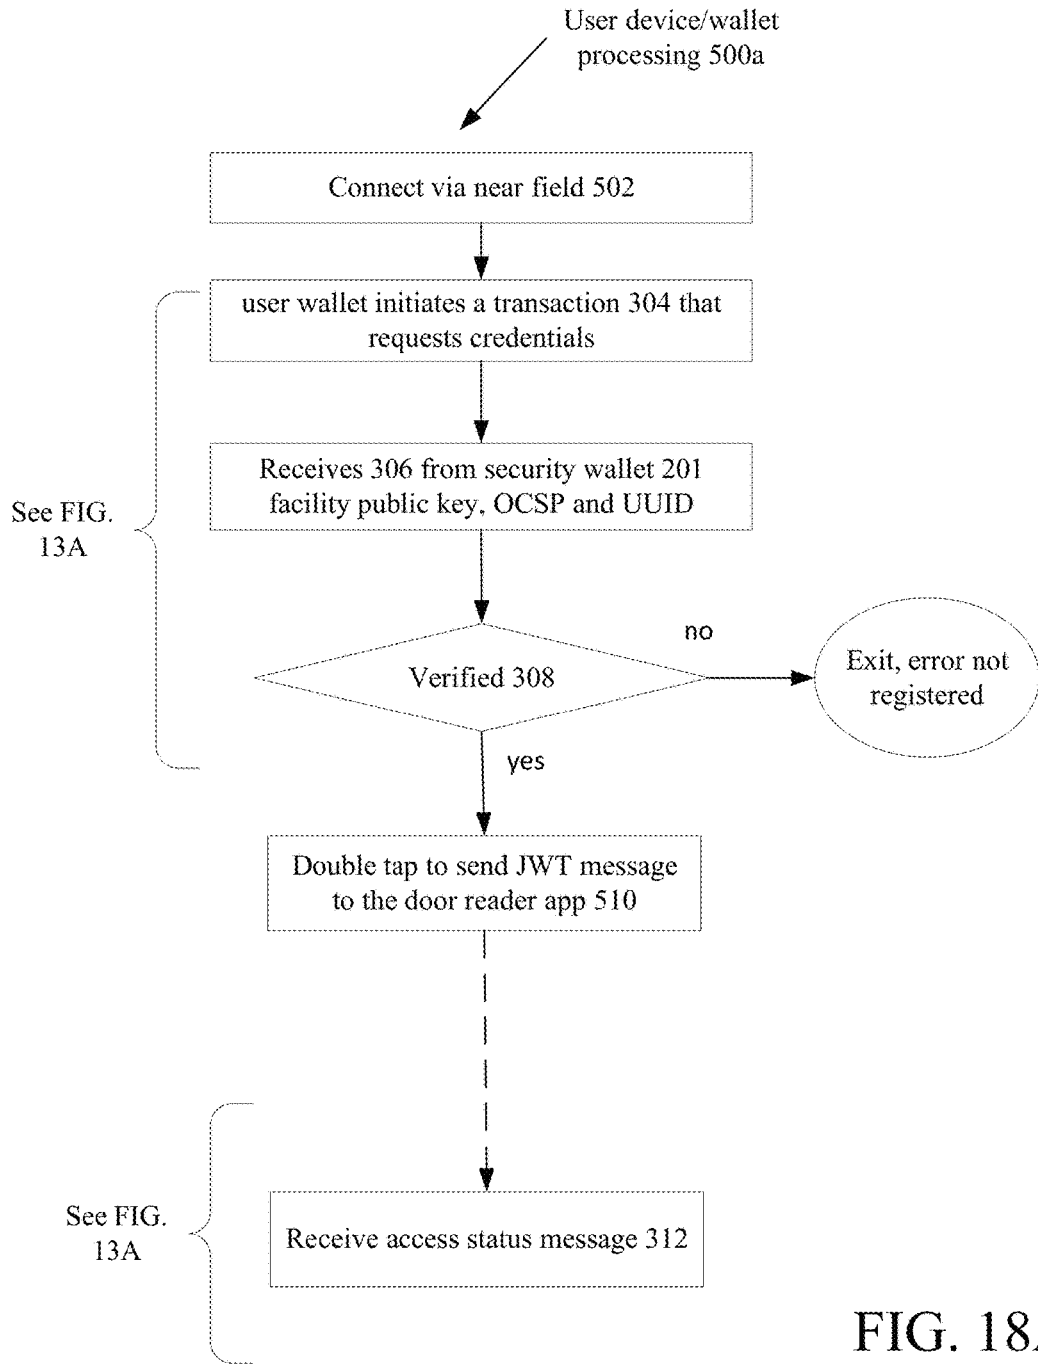 User device/wallet
processing 500a
Connect via near field 502
user wallet initiates a transaction 304 that
requests credentials
Receives 306 from security wallet 201
facility public key, OCSP and UUID
See FIG.
13A
Verified 308
no
Exit, error not
registered
yes
Double tap to send JWT message
to the door reader app 510
See FIG.
13A
Receive access status message 312
FIG. 18